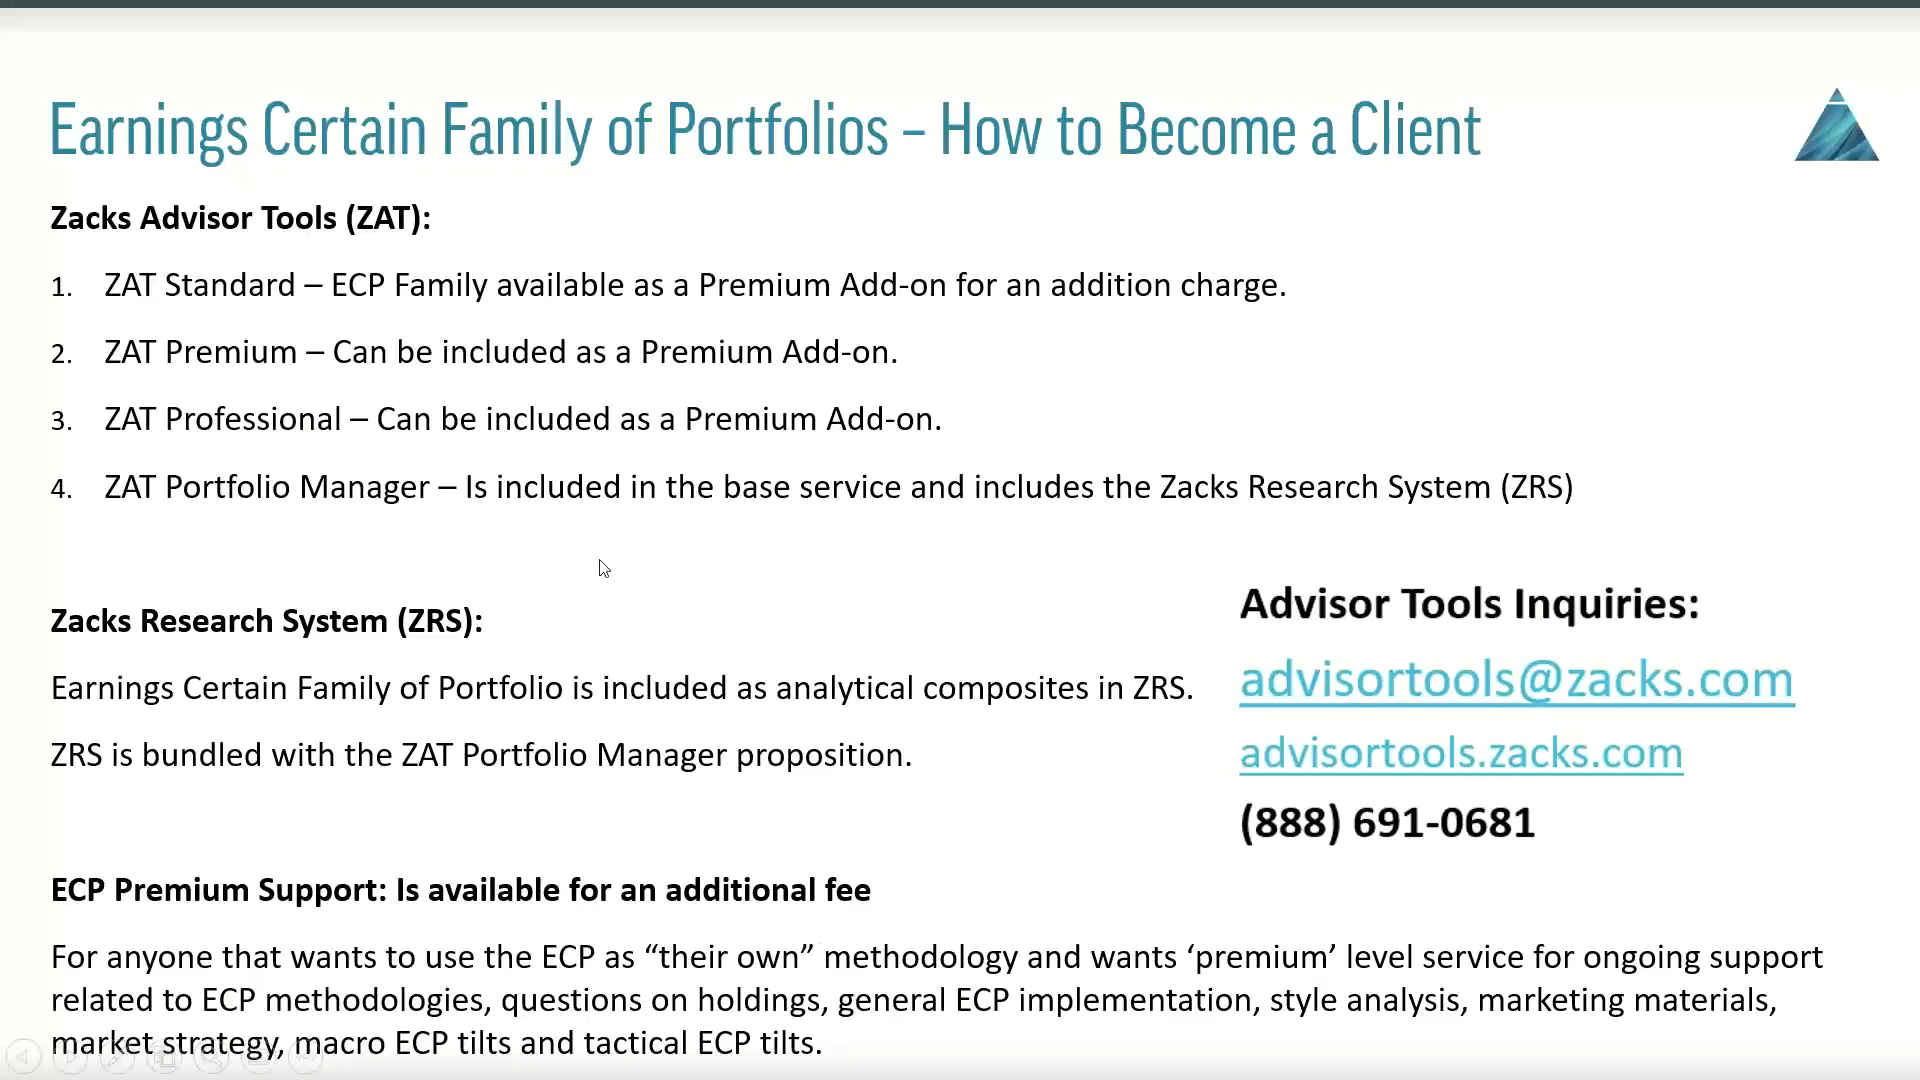 Earnings Certain Family of Portfolios – How to Become a Client
Zacks Advisor Tools (ZAT):
1. ZAT Standard – ECP Family available as a Premium Add-on for an addition charge.
2. ZAT Premium – Can be included as a Premium Add-on.
3. ZAT Professional – Can be included as a Premium Add-on.
4. ZAT Portfolio Manager – Is included in the base service and includes the Zacks Research System (ZRS)
Zacks Research System (ZRS):
Earnings Certain Family of Portfolio is included as analytical composites in ZRS.
ZRS is bundled with the ZAT Portfolio Manager proposition.
Advisor Tools Inquiries:
advisortools@zacks.com
advisortools.zacks.com
(888) 691-0681
ECP Premium Support: Is available for an additional fee
For anyone that wants to use the ECP as “their own” methodology and wants ‘premium’ level service for ongoing support
related to ECP methodologies, questions on holdings, general ECP implementation, style analysis, marketing materials,
market strategy, macro ECP tilts and tactical ECP tilts.